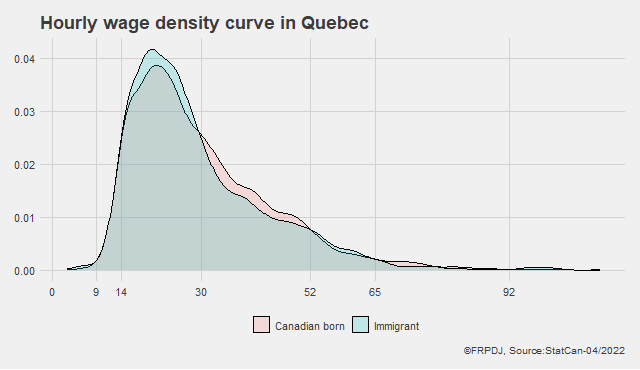 Hourly wage density curve in Quebec
0.04
0.03
0.02
0.01
0.00
0 9 14 30 52 65 92
Canadian born Immigrant
©FRPDJ, Source:StatCan-04/2022